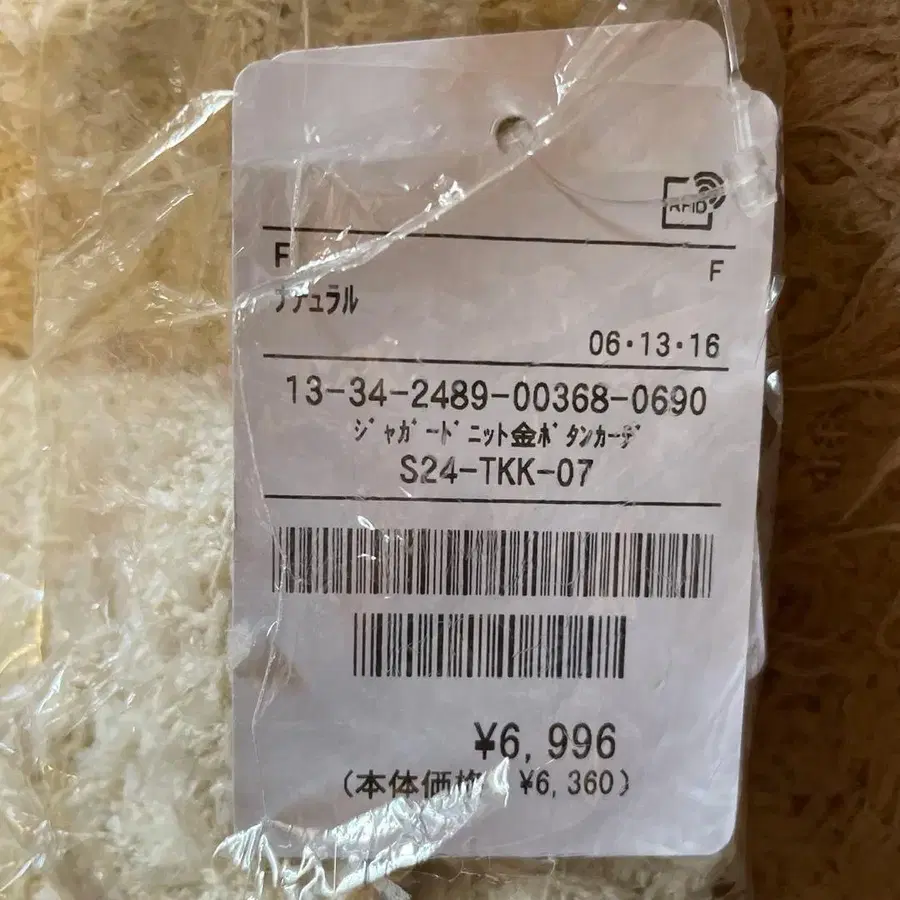 RFID
F
F
ナチュラル
06・13・16
13-34-2489-00368-0690
ｼﾞｬｶﾞｰﾄﾞﾆｯﾄ金ﾎﾞﾀﾝｶｰﾃﾞ
S24-TKK-07
¥6,996
(本体価格 ¥6,360)